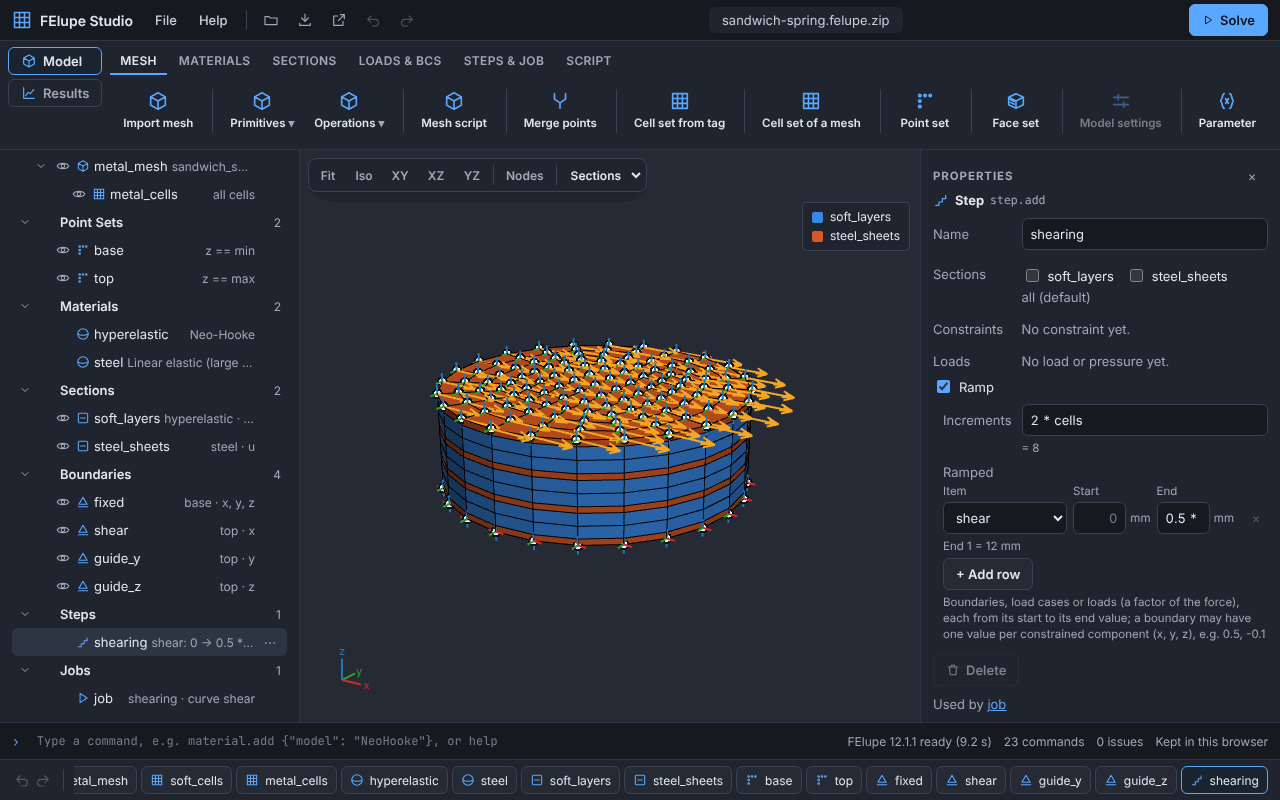 FElupe Studio File Help sandwich-spring.felupe.zip Solve
Model MESH MATERIALS SECTIONS LOADS & BCS STEPS & JOB SCRIPT
Results
Import mesh Primitives ▾ Operations ▾ Mesh script Merge points Cell set from tag Cell set of a mesh Point set Face set Model settings Parameter
metal_mesh sandwich_s...
metal_cells all cells
Point Sets 2
base z == min
top z == max
Materials 2
hyperelastic Neo-Hooke
steel Linear elastic (large ...
Sections 2
soft_layers hyperelastic · ...
steel_sheets steel · u
Boundaries 4
fixed base · x, y, z
shear top · x
guide_y top · y
guide_z top · z
Steps 1
shearing shear: 0 → 0.5 *... ⋯
Jobs 1
job shearing · curve shear
Fit Iso XY XZ YZ Nodes Sections
soft_layers
steel_sheets
z
y
x
PROPERTIES ×
Step step.add
Name shearing
Sections soft_layers steel_sheets
all (default)
Constraints No constraint yet.
Loads No load or pressure yet.
Ramp
Increments 2 * cells
= 8
Ramped
Item Start End
shear 0 mm 0.5 * mm ×
End 1 = 12 mm
+ Add row
Boundaries, load cases or loads (a factor of the force),
each from its start to its end value; a boundary may have
one value per constrained component (x, y, z), e.g. 0.5, -0.1
Delete
Used by job
› Type a command, e.g. material.add {"model": "NeoHooke"}, or help FElupe 12.1.1 ready (9.2 s) 23 commands 0 issues Kept in this browser
etal_mesh soft_cells metal_cells hyperelastic steel soft_layers steel_sheets base top fixed shear guide_y guide_z shearing